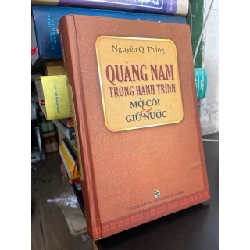 Nguyễn Q. Thắng
QUẢNG NAM
TRONG HÀNH TRÌNH
MỞ CÕI
&
GIỮ NƯỚC